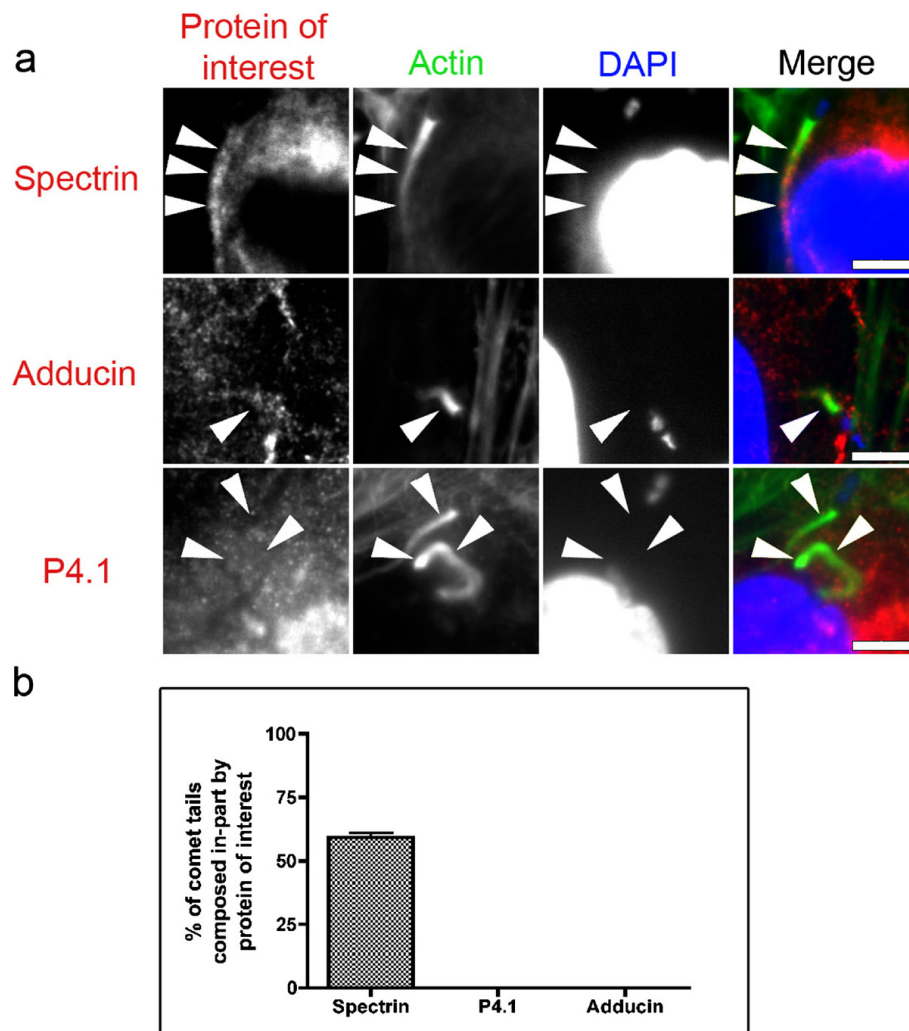 a
Protein of interest
Actin
DAPI
Merge
Spectrin
Adducin
P4.1
b
% of comet tails
composed in-part by
protein of interest
100
75
50
25
0
Spectrin P4.1 Adducin